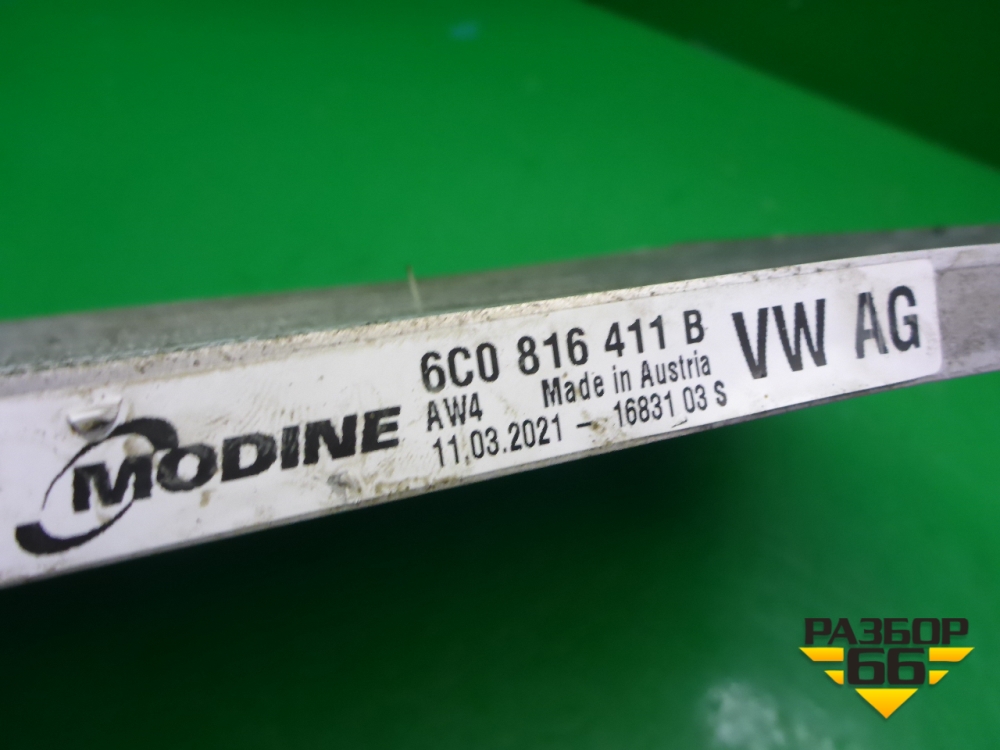 MODINE
6C0 816 411 B
AW4 Made in Austria
11.03.2021 – 16831 03 S
VW AG
РАЗБОР
66